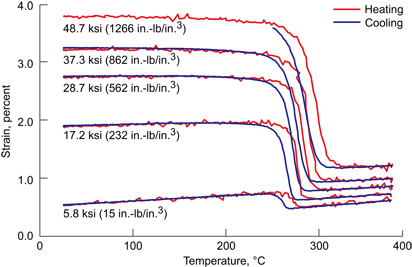 4.0
Heating
Cooling
48.7 ksi (1266 in.-lb/in.3)
3.0
37.3 ksi (862 in.-lb/in.3)
28.7 ksi (562 in.-lb/in.3)
Strain, percent
2.0
17.2 ksi (232 in.-lb/in.3)
1.0
5.8 ksi (15 in.-lb/in.3)
0.0
0 100 200 300 400
Temperature, °C